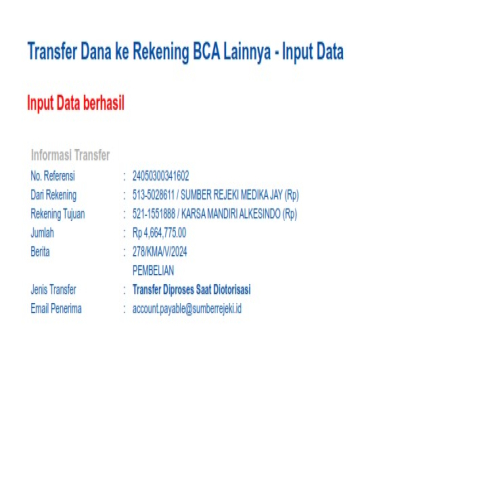 Transfer Dana ke Rekening BCA Lainnya - Input Data
Input Data berhasil
Informasi Transfer
No. Referensi : 24050300341602
Dari Rekening : 513-5028611 / SUMBER REJEKI MEDIKA JAY (Rp)
Rekening Tujuan : 521-1551888 / KARSA MANDIRI ALKESINDO (Rp)
Jumlah : Rp 4,664,775.00
Berita : 278/KMA/V/2024
PEMBELIAN
Jenis Transfer : Transfer Diproses Saat Diotorisasi
Email Penerima : account.payable@sumberrejeki.id